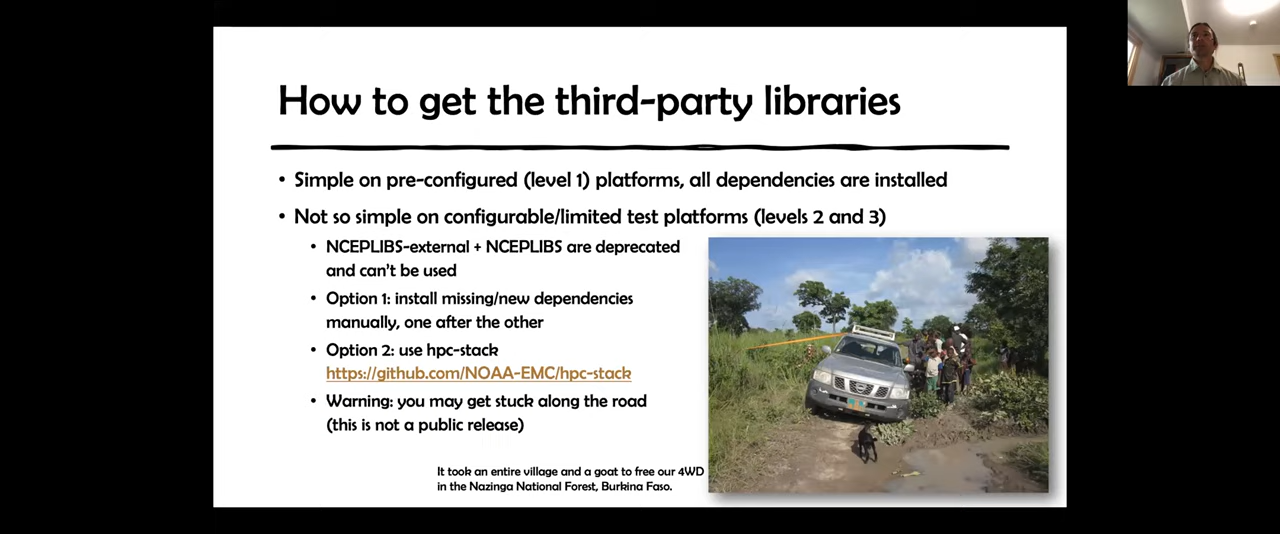 How to get the third-party libraries
• Simple on pre-configured (level 1) platforms, all dependencies are installed
• Not so simple on configurable/limited test platforms (levels 2 and 3)
• NCEPLIBS-external + NCEPLIBS are deprecated
and can't be used
• Option 1: install missing/new dependencies
manually, one after the other
• Option 2: use hpc-stack
https://github.com/NOAA-EMC/hpc-stack
• Warning: you may get stuck along the road
(this is not a public release)
It took an entire village and a goat to free our 4WD
in the Nazinga National Forest, Burkina Faso.